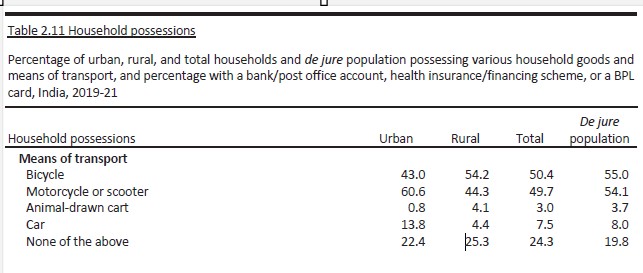 Table 2.11 Household possessions
Percentage of urban, rural, and total households and de jure population possessing various household goods and
means of transport, and percentage with a bank/post office account, health insurance/financing scheme, or a BPL
card, India, 2019-21
De jure
Household possessions Urban Rural Total population
Means of transport
Bicycle 43.0 54.2 50.4 55.0
Motorcycle or scooter 60.6 44.3 49.7 54.1
Animal-drawn cart 0.8 4.1 3.0 3.7
Car 13.8 4.4 7.5 8.0
None of the above 22.4 25.3 24.3 19.8